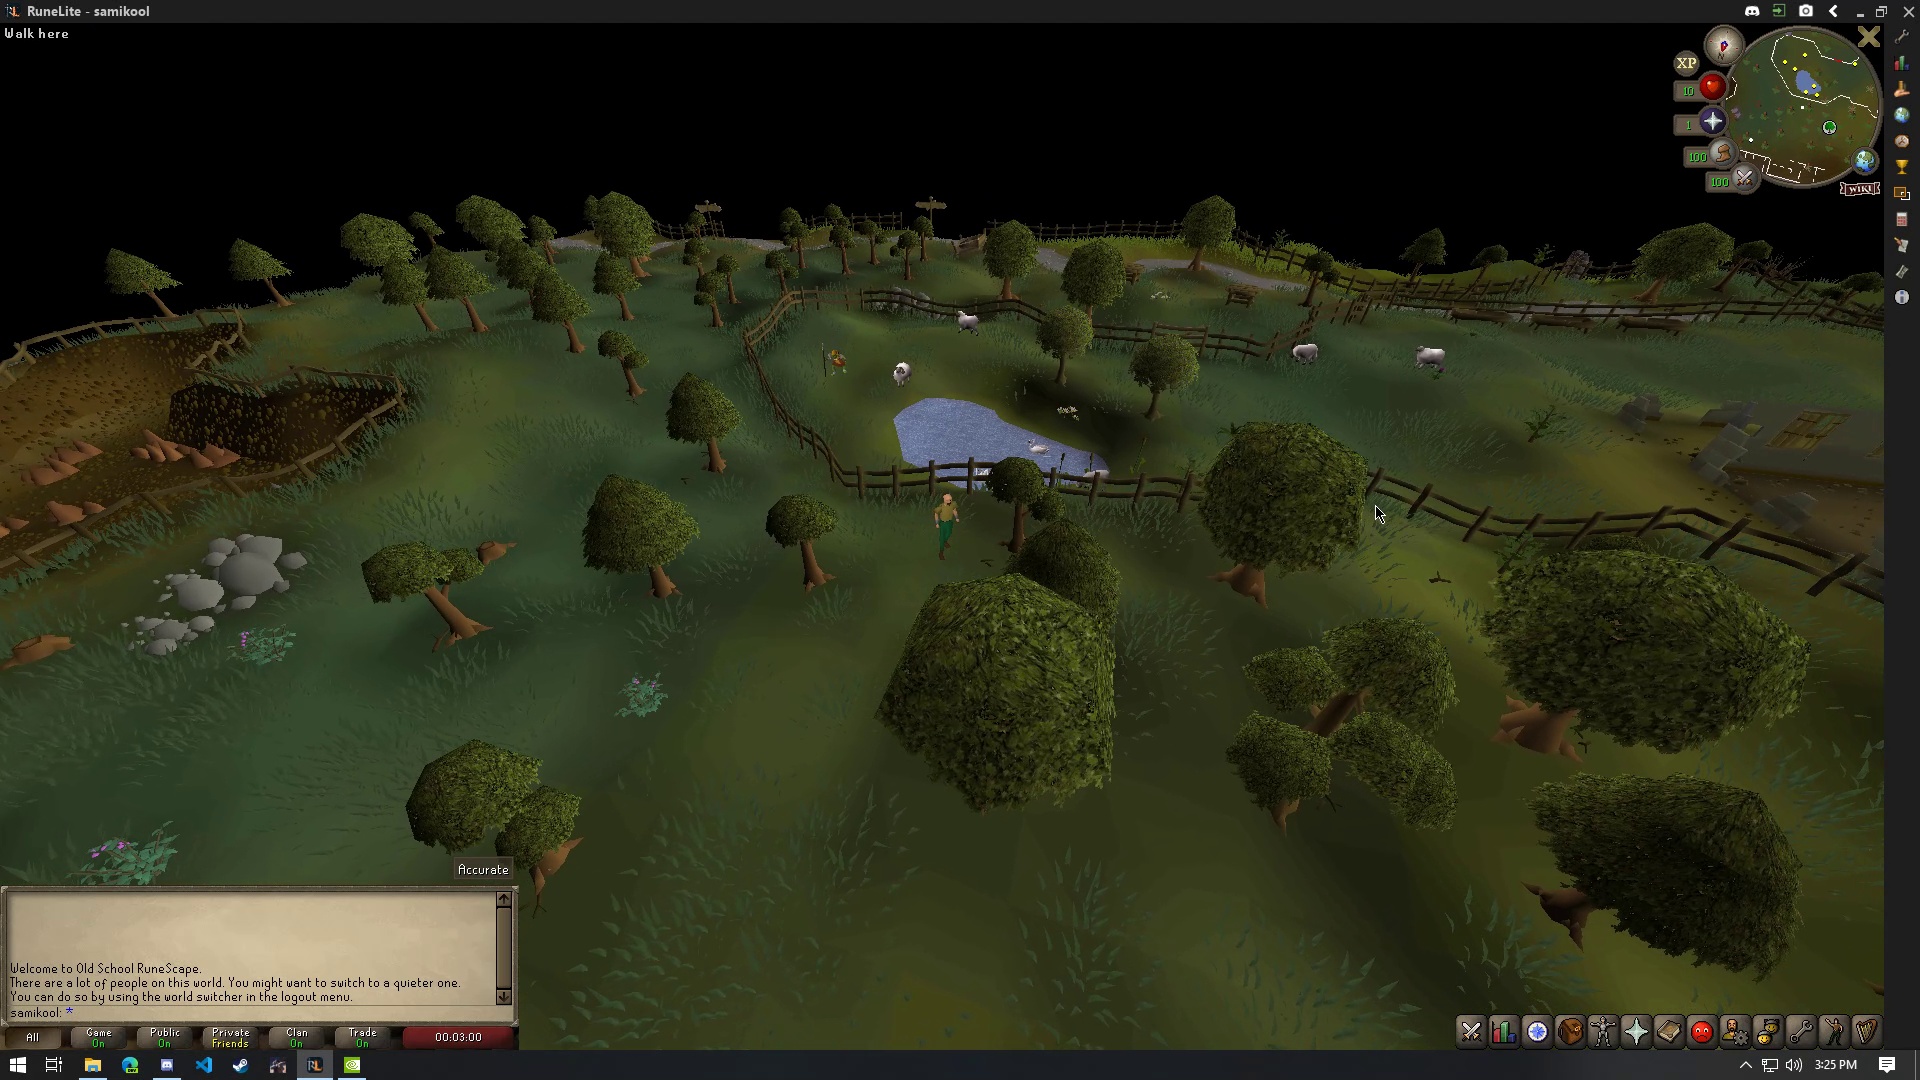 RuneLite - samikool
Walk here
XP
10
1
100
100
WIKI
Accurate
Welcome to Old School RuneScape.
There are a lot of people on this world. You might want to switch to a quieter one.
You can do so by using the world switcher in the logout menu.
samikool: *
All
Game
On
Public
On
Private
Friends
Clan
On
Trade
On
00:03:00
3:25 PM